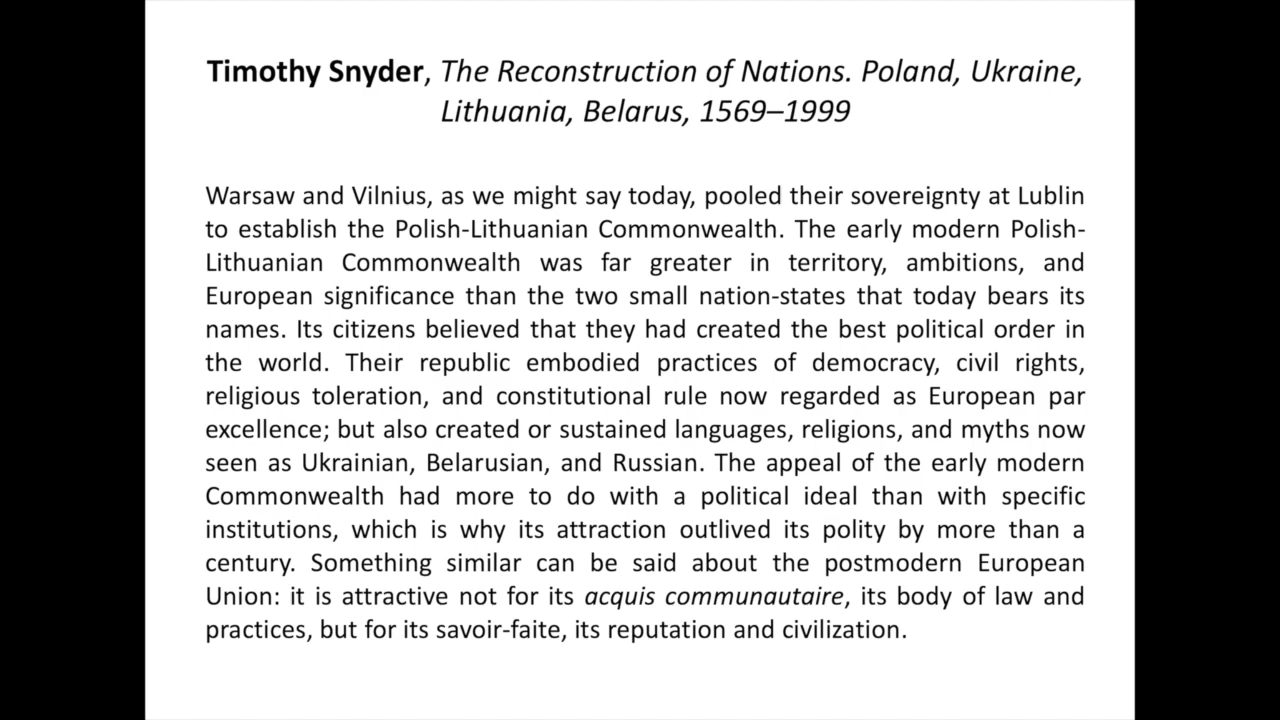 Timothy Snyder, The Reconstruction of Nations. Poland, Ukraine,
Lithuania, Belarus, 1569–1999
Warsaw and Vilnius, as we might say today, pooled their sovereignty at Lublin
to establish the Polish-Lithuanian Commonwealth. The early modern Polish-
Lithuanian Commonwealth was far greater in territory, ambitions, and
European significance than the two small nation-states that today bears its
names. Its citizens believed that they had created the best political order in
the world. Their republic embodied practices of democracy, civil rights,
religious toleration, and constitutional rule now regarded as European par
excellence; but also created or sustained languages, religions, and myths now
seen as Ukrainian, Belarusian, and Russian. The appeal of the early modern
Commonwealth had more to do with a political ideal than with specific
institutions, which is why its attraction outlived its polity by more than a
century. Something similar can be said about the postmodern European
Union: it is attractive not for its acquis communautaire, its body of law and
practices, but for its savoir-faite, its reputation and civilization.